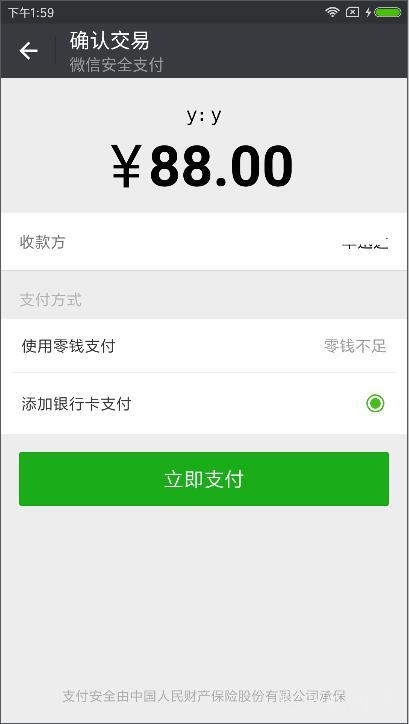 下午1:59
确认交易
微信安全支付
y: y
￥88.00
收款方
支付方式
使用零钱支付 零钱不足
添加银行卡支付
立即支付
支付安全由中国人民财产保险股份有限公司承保